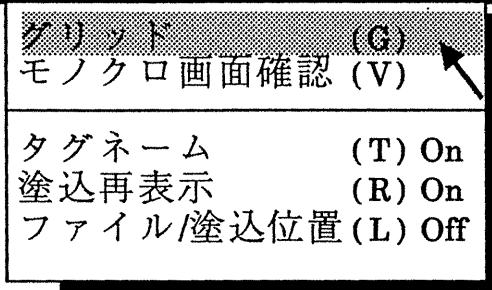 グリッド (G)
モノクロ画面確認 (V)
タグネーム (T) On
塗込再表示 (R) On
ファイル/塗込位置 (L) Off